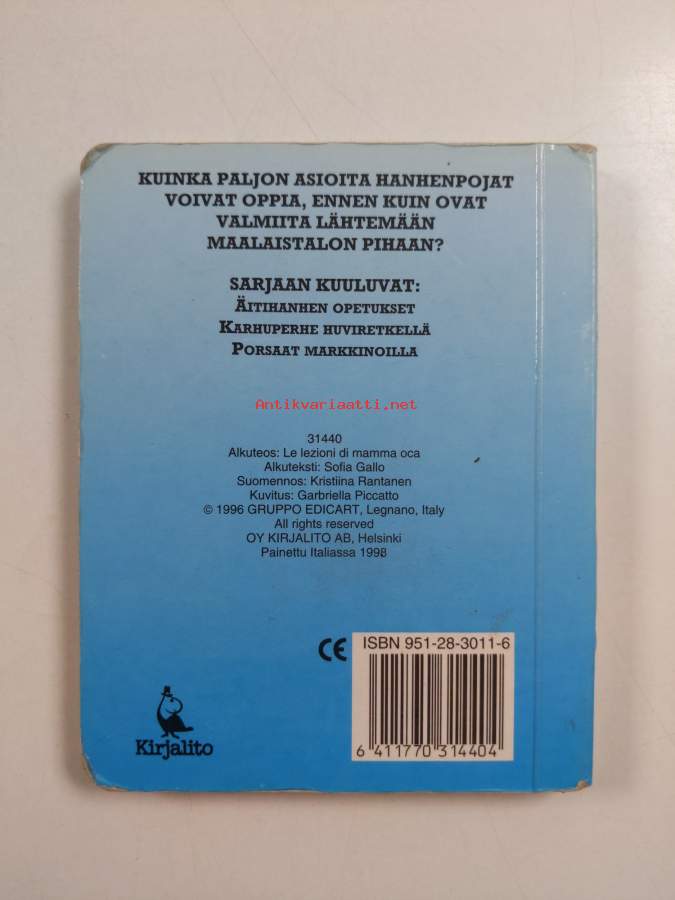 KUINKA PALJON ASIOITA HANHENPOJAT
VOIVAT OPPIA, ENNEN KUIN OVAT
VALMIITA LÄHTEMÄÄN
MAALAISTALON PIHAAN?
SARJAAN KUULUVAT:
ÄITIHANHEN OPETUKSET
KARHUPERHE HUVIRETKELLÄ
PORSAAT MARKKINOILLA
Antikvariaatti.net
31440
Alkuteos: Le lezioni di mamma oca
Alkuteksti: Sofia Gallo
Suomennos: Kristiina Rantanen
Kuvitus: Garbriella Piccatto
© 1996 GRUPPO EDICART, Legnano, Italy
All rights reserved
OY KIRJALITO AB, Helsinki
Painettu Italiassa 1998
CE
ISBN 951-28-3011-6
6 411770 314404
Kirjalito